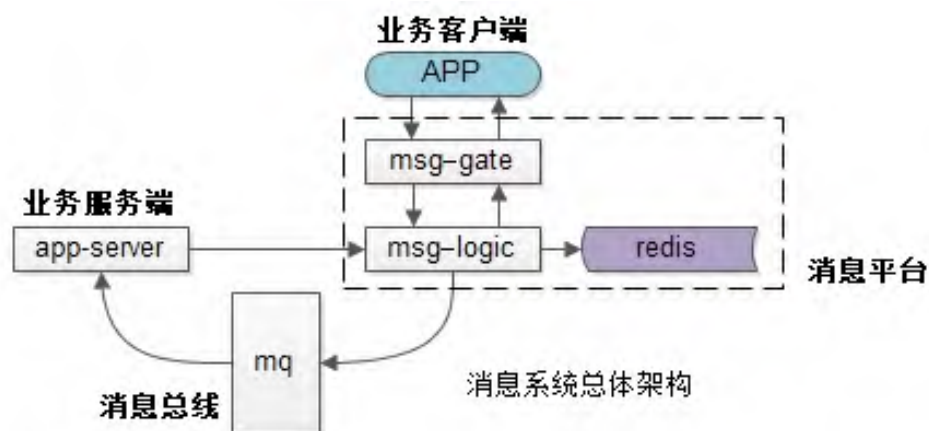 业务客户端
APP
msg-gate
业务服务端
app-server
msg-logic
redis
消息平台
mq
消息系统总体架构
消息总线